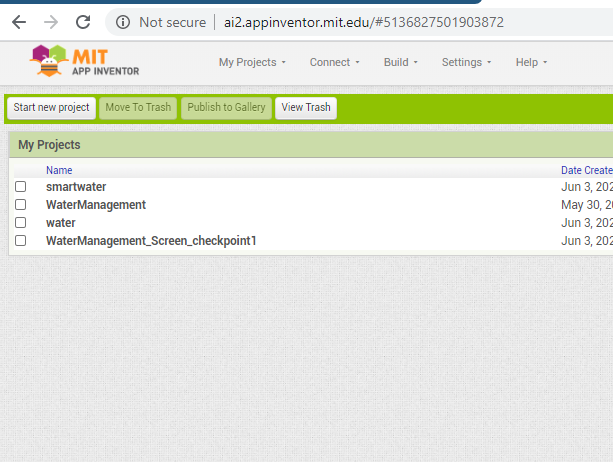 Not secure | ai2.appinventor.mit.edu/#5136827501903872
MIT
APP INVENTOR
My Projects Connect Build Settings Help
Start new project Move To Trash Publish to Gallery View Trash
My Projects
Name Date Create
smartwater Jun 3, 202
WaterManagement May 30, 2
water Jun 3, 202
WaterManagement_Screen_checkpoint1 Jun 3, 202